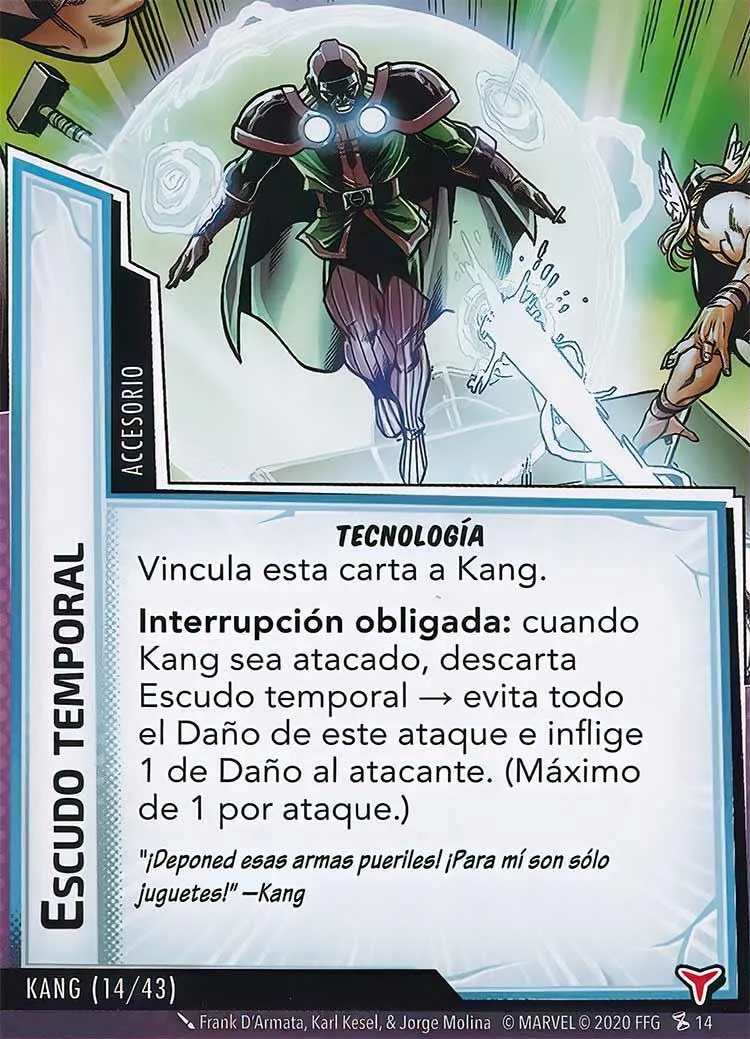 ACCESORIO
ESCUDO TEMPORAL
TECNOLOGÍA
Vincula esta carta a Kang.
Interrupción obligada: cuando
Kang sea atacado, descarta
Escudo temporal → evita todo
el Daño de este ataque e inflige
1 de Daño al atacante. (Máximo
de 1 por ataque.)
"¡Deponed esas armas pueriles! ¡Para mí son sólo
juguetes!" —Kang
KANG (14/43)
Frank D'Armata, Karl Kesel, & Jorge Molina © MARVEL © 2020 FFG 14